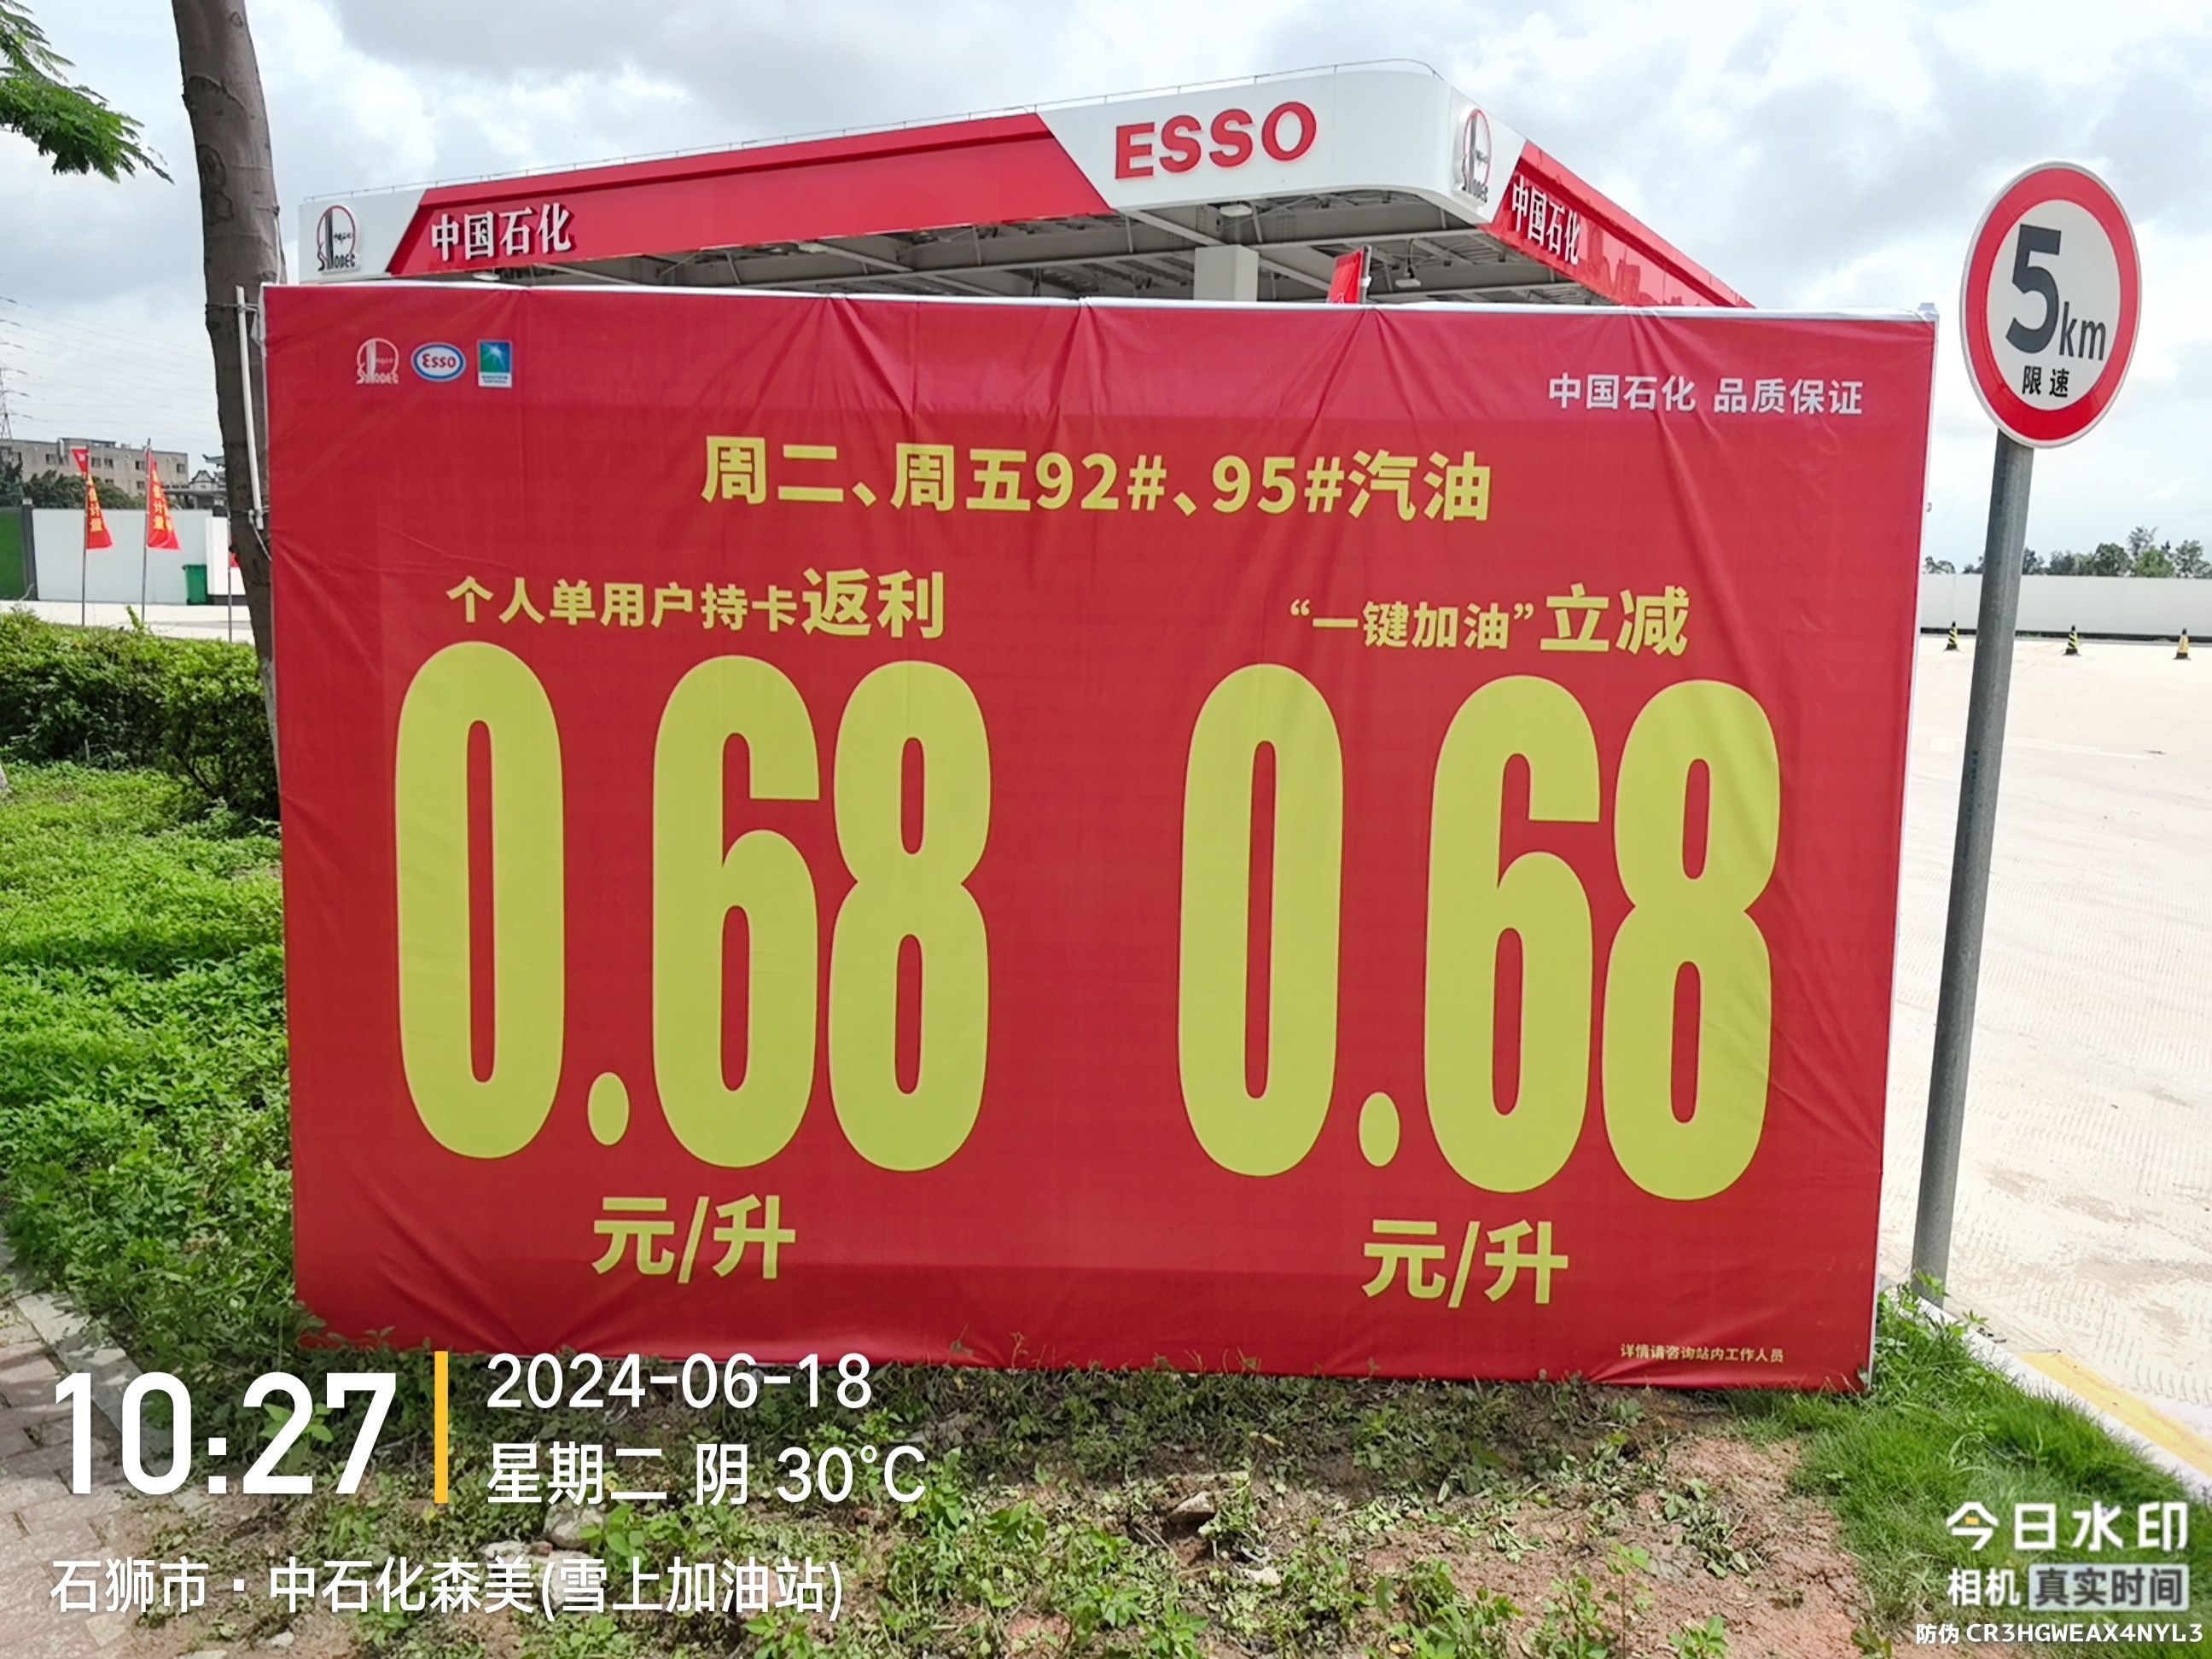 ESSO
中国石化
中国石化
SINOPEC
5km
限速
Esso
中国石化 品质保证
周二、周五92#、95#汽油
个人单用户持卡返利
0.68
元/升
“一键加油”立减
0.68
元/升
详情请咨询站内工作人员
10:27
2024-06-18
星期二 阴 30°C
石狮市·中石化森美(雪上加油站)
今日水印
相机 真实时间
防伪 CR3HGWEAX4NYL3